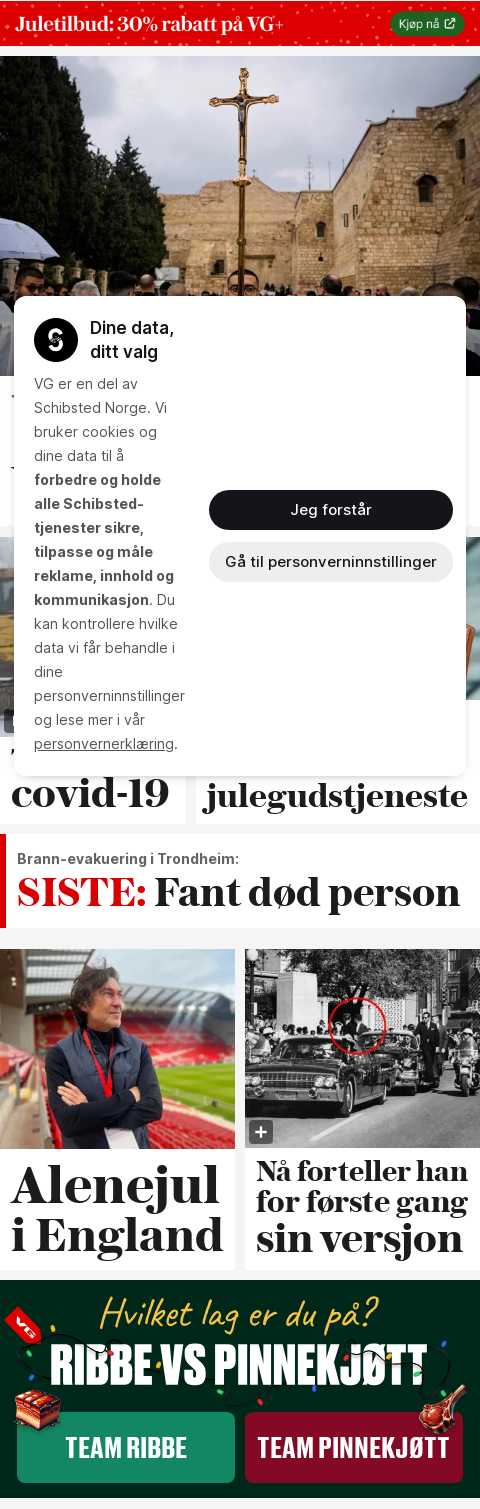 Juletilbud: 30% rabatt på VG+
Kjøp nå
Dine data,
ditt valg
VG er en del av
Schibsted Norge. Vi
bruker cookies og
dine data til å
forbedre og holde
alle Schibsted-
tjenester sikre,
tilpasse og måle
reklame, innhold og
kommunikasjon. Du
kan kontrollere hvilke
data vi får behandle i
dine
personverninnstillinger
og lese mer i vår
personvernerklæring.
Jeg forstår
Gå til personverninnstillinger
covid-19
julegudstjeneste
Brann-evakuering i Trondheim:
SISTE: Fant død person
Alenejul
i England
Nå forteller han
for første gang
sin versjon
VG
Hvilket lag er du på?
RIBBE VS PINNEKJØTT
TEAM RIBBE
TEAM PINNEKJØTT